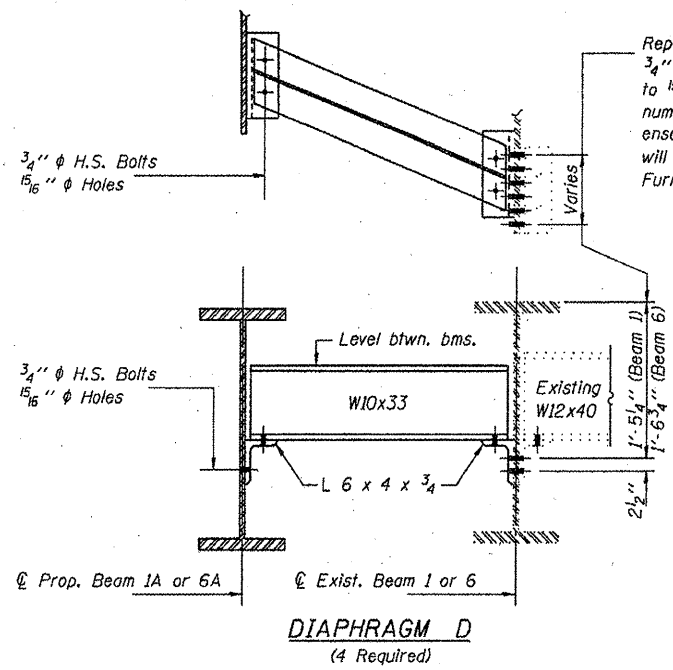 Rep
3/4"
to 15
num
ensu
will
Furi
3/4" φ H.S. Bolts
15/16" φ Holes
Varies
Level btwn. bms.
3/4" φ H.S. Bolts
15/16" φ Holes
W10x33
Existing
W12x40
1'-5 1/4" (Beam 1)
1'-6 3/4" (Beam 6)
L 6 x 4 x 3/4
2 1/2"
℄ Prop. Beam 1A or 6A
℄ Exist. Beam 1 or 6
DIAPHRAGM D
(4 Required)